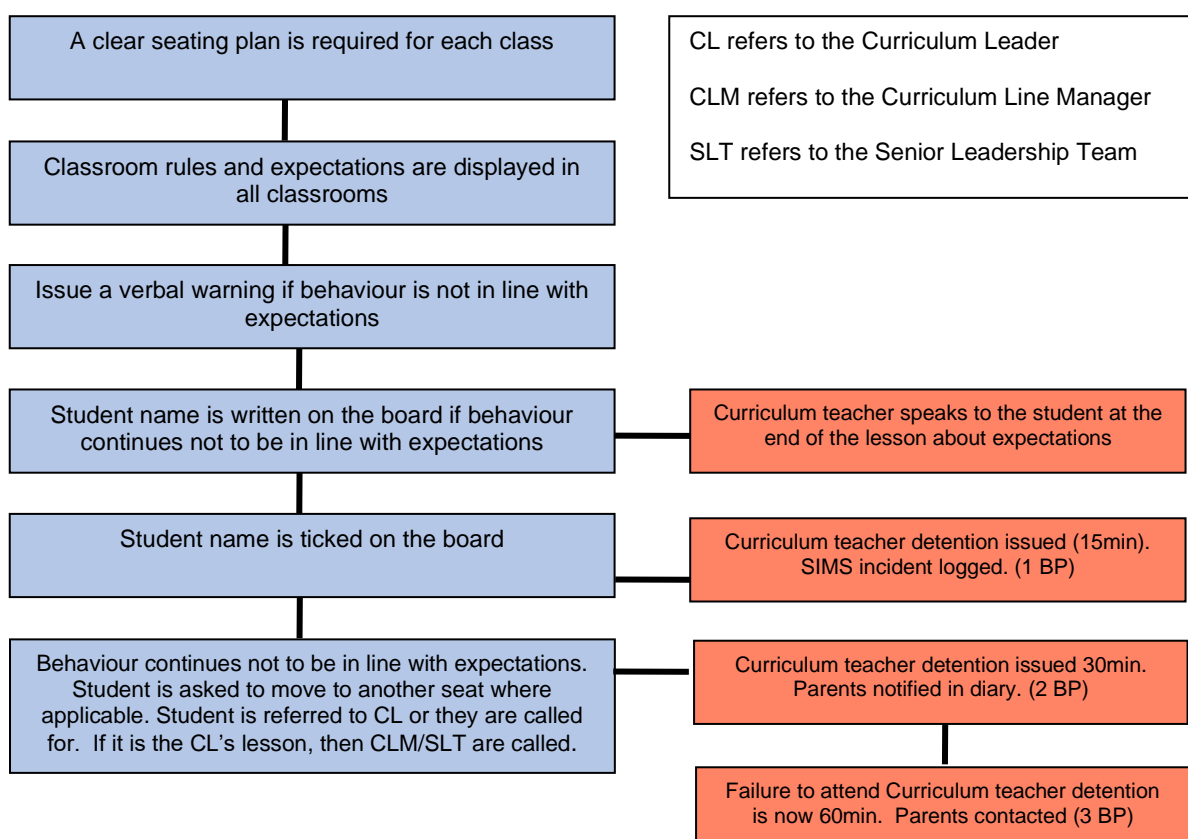 A clear seating plan is required for each class
CL refers to the Curriculum Leader
CLM refers to the Curriculum Line Manager
SLT refers to the Senior Leadership Team
Classroom rules and expectations are displayed in
all classrooms
Issue a verbal warning if behaviour is not in line with
expectations
Student name is written on the board if behaviour
continues not to be in line with expectations
Curriculum teacher speaks to the student at the
end of the lesson about expectations
Student name is ticked on the board
Curriculum teacher detention issued (15min).
SIMS incident logged. (1 BP)
Behaviour continues not to be in line with expectations.
Student is asked to move to another seat where
applicable. Student is referred to CL or they are called
for.  If it is the CL's lesson, then CLM/SLT are called.
Curriculum teacher detention issued 30min.
Parents notified in diary. (2 BP)
Failure to attend Curriculum teacher detention
is now 60min.  Parents contacted (3 BP)